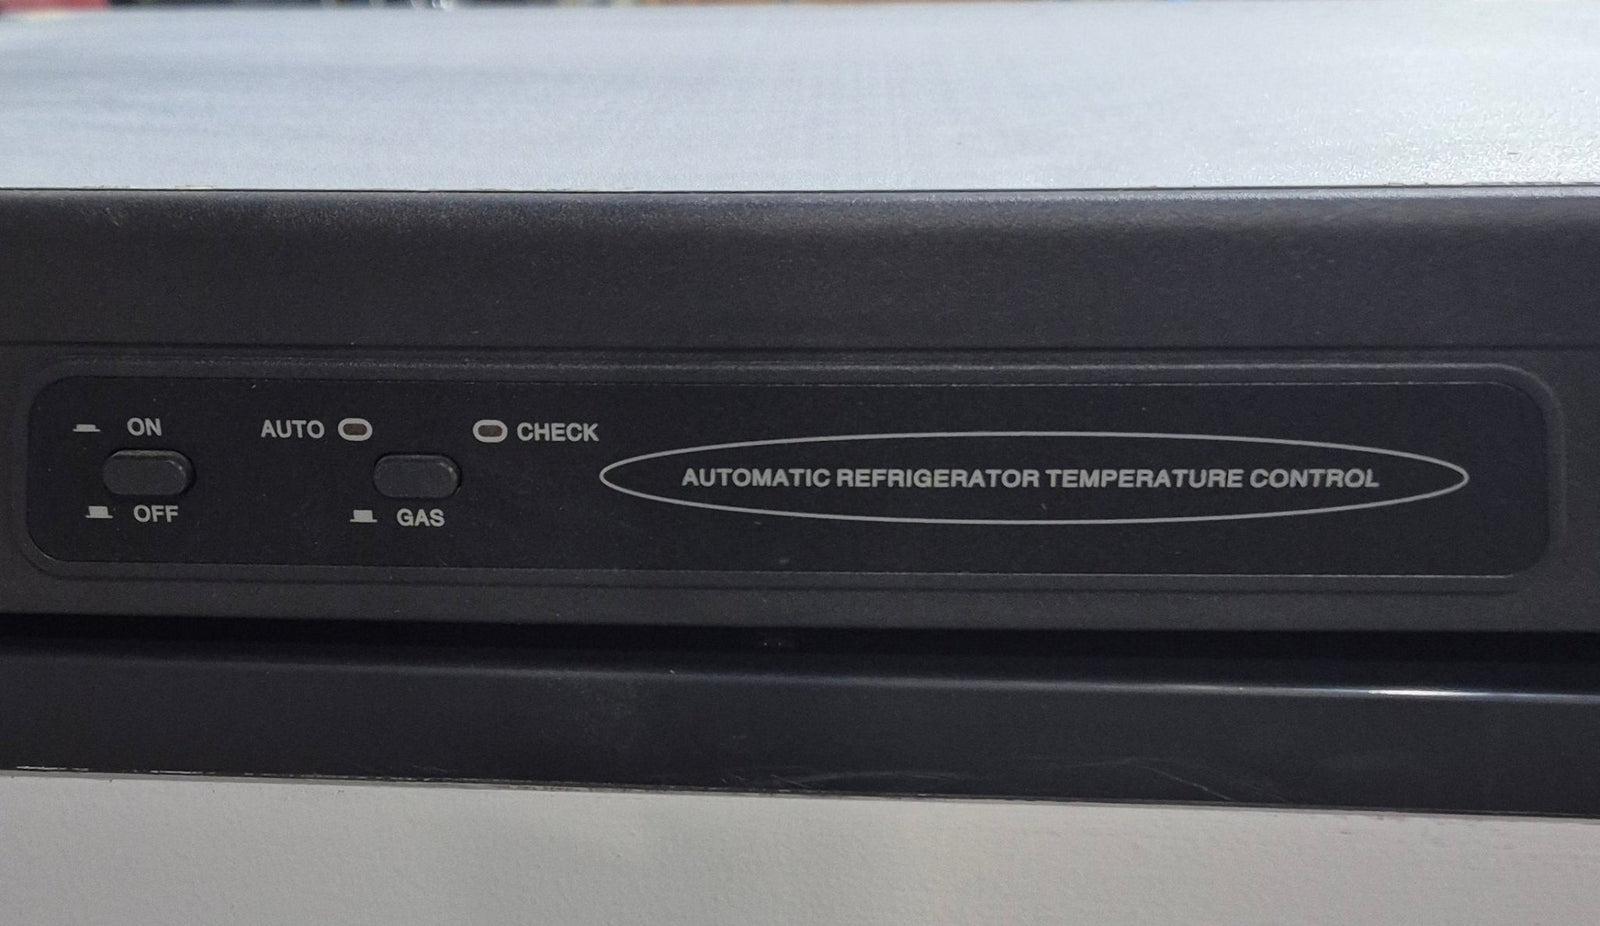 ON
OFF
AUTO
CHECK
GAS
AUTOMATIC REFRIGERATOR TEMPERATURE CONTROL